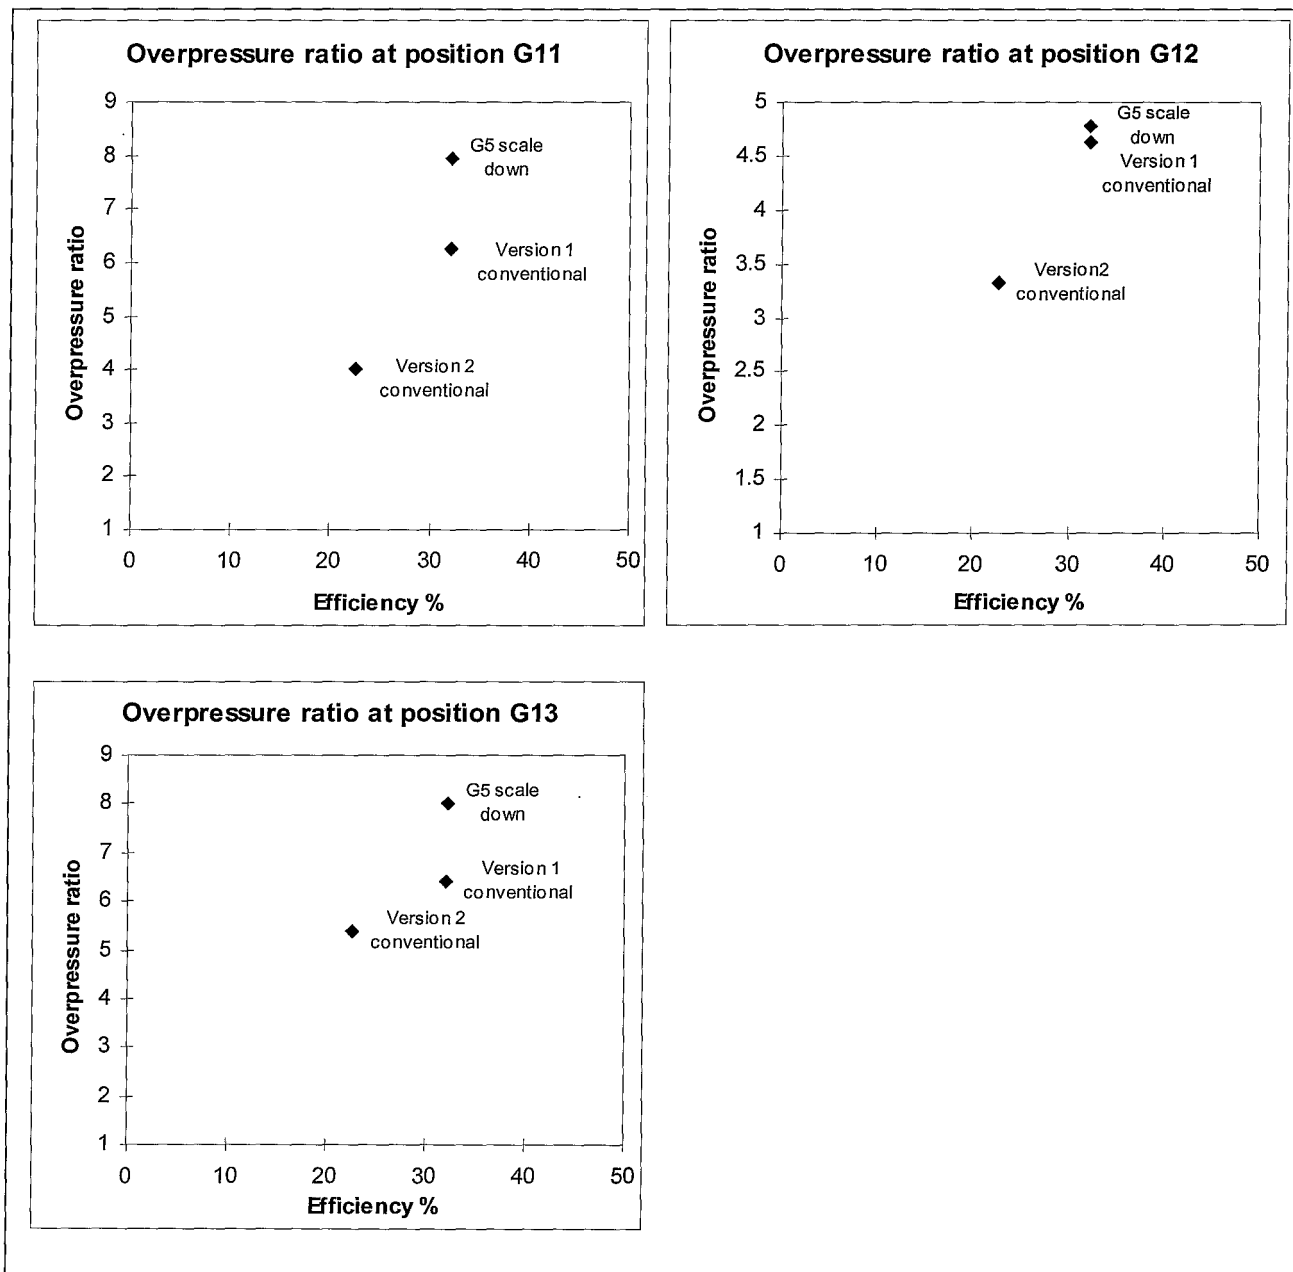 Overpressure ratio at position G11
9
8
7
6
5
4
3
2
1
Overpressure ratio
G5 scale
down
Version 1
conventional
Version 2
conventional
0 10 20 30 40 50
Efficiency %
Overpressure ratio at position G12
5
4.5
4
3.5
3
2.5
2
1.5
1
Overpressure ratio
G5 scale
down
Version 1
conventional
Version2
conventional
0 10 20 30 40 50
Efficiency %
Overpressure ratio at position G13
9
8
7
6
5
4
3
2
1
Overpressure ratio
G5 scale
down
Version 1
conventional
Version 2
conventional
0 10 20 30 40 50
Efficiency %